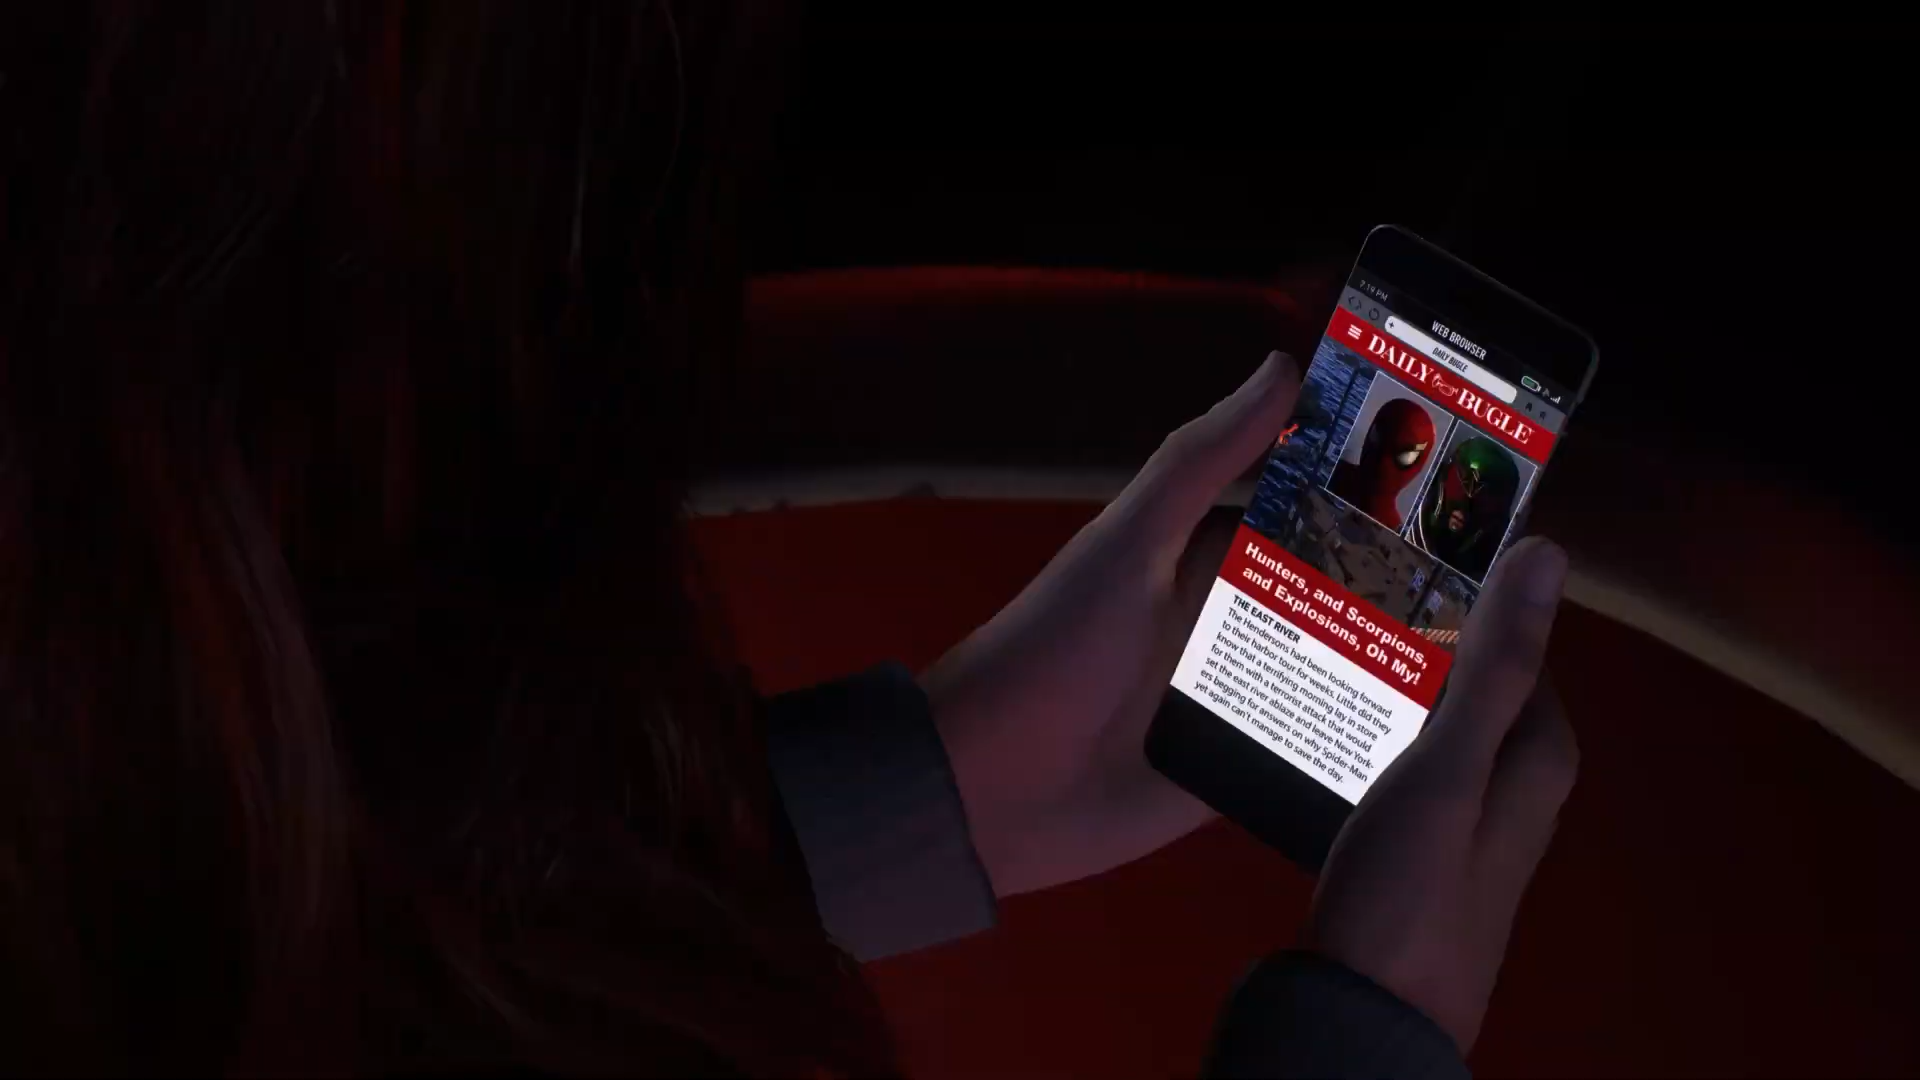 7:19 PM
WEB BROWSER
DAILY BUGLE
DAILY BUGLE
Hunters, and Scorpions,
and Explosions, Oh My!
THE EAST RIVER
The Hendersons had been looking forward
to their harbor tour for weeks. Little did they
know that a terrifying morning lay in store
for them with a terrorist attack that would
set the east river ablaze and leave New York-
ers begging for answers on why Spider-Man
yet again can't manage to save the day.